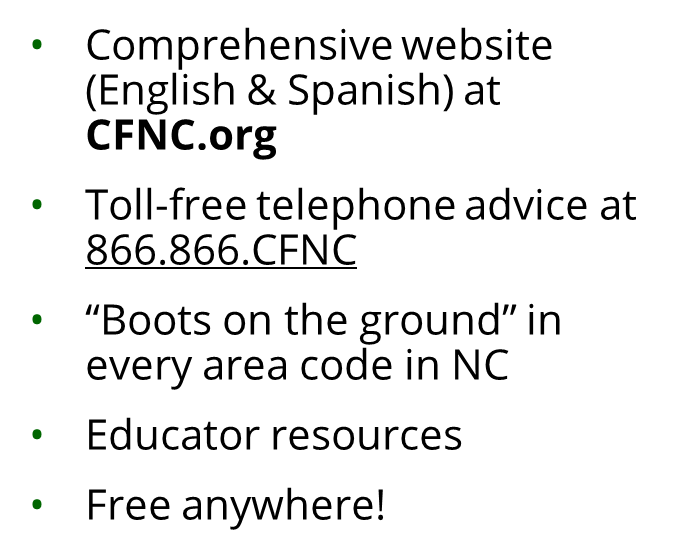 • Comprehensive website
(English & Spanish) at
CFNC.org
• Toll-free telephone advice at
866.866.CFNC
• “Boots on the ground” in
every area code in NC
• Educator resources
• Free anywhere!